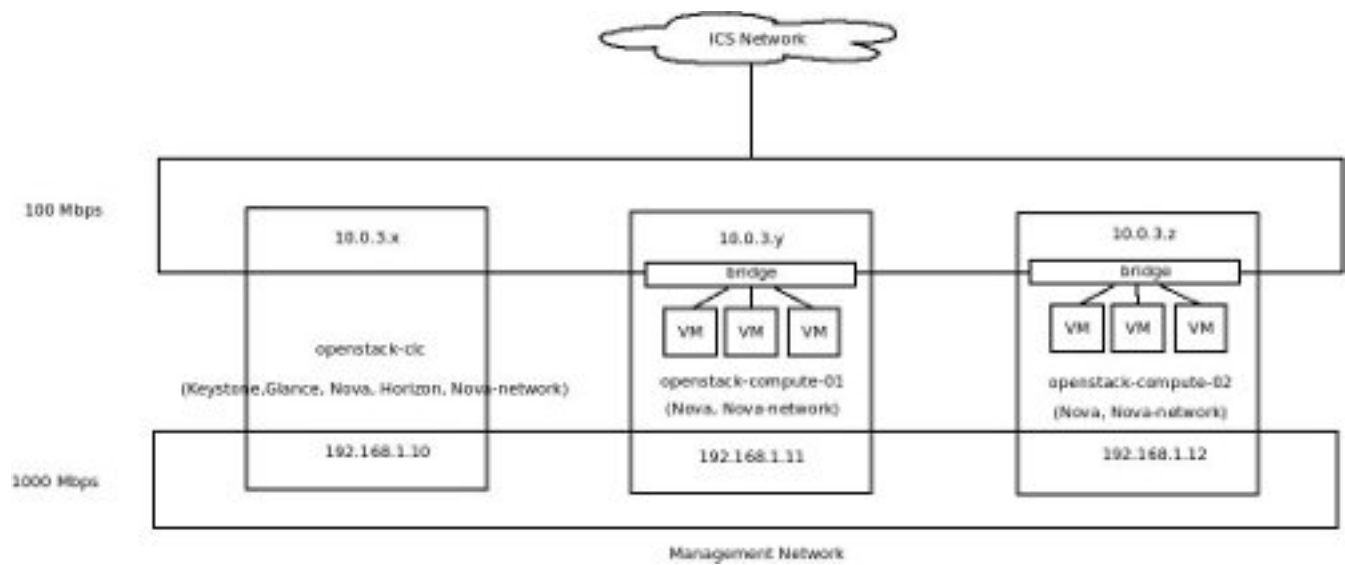 ICS Network
100 Mbps
10.0.3.x
10.0.3.y
10.0.3.z
bridge
bridge
VM
VM
VM
VM
VM
VM
openstack-clc
(Keystone,Glance, Nova, Horizon, Nova-network)
openstack-compute-01
(Nova, Nova-network)
openstack-compute-02
(Nova, Nova-network)
192.168.1.10
192.168.1.11
192.168.1.12
1000 Mbps
Management Network